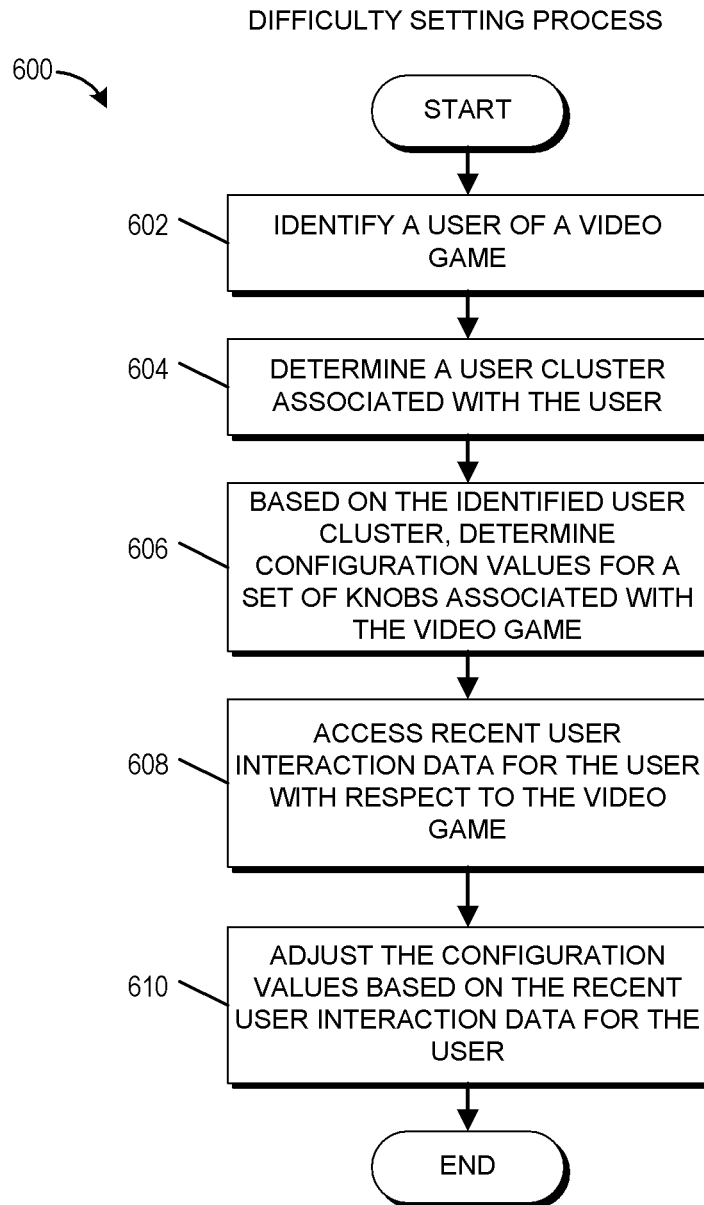 DIFFICULTY SETTING PROCESS
600
START
602
IDENTIFY A USER OF A VIDEO
GAME
604
DETERMINE A USER CLUSTER
ASSOCIATED WITH THE USER
606
BASED ON THE IDENTIFIED USER
CLUSTER, DETERMINE
CONFIGURATION VALUES FOR A
SET OF KNOBS ASSOCIATED WITH
THE VIDEO GAME
608
ACCESS RECENT USER
INTERACTION DATA FOR THE USER
WITH RESPECT TO THE VIDEO
GAME
610
ADJUST THE CONFIGURATION
VALUES BASED ON THE RECENT
USER INTERACTION DATA FOR THE
USER
END